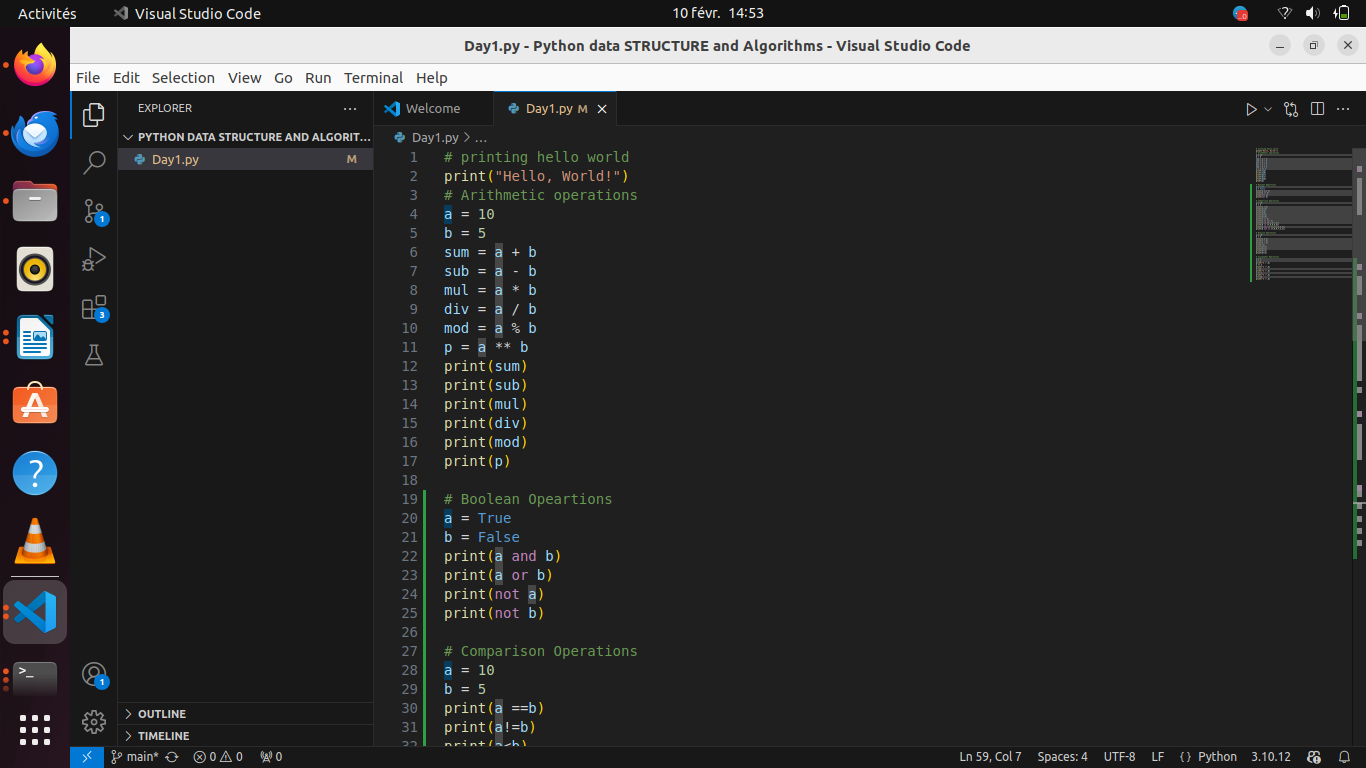 Activités Visual Studio Code 10 févr. 14:53
Day1.py - Python data STRUCTURE and Algorithms - Visual Studio Code
File Edit Selection View Go Run Terminal Help
EXPLORER ...
Welcome
Day1.py M
PYTHON DATA STRUCTURE AND ALGORIT...
Day1.py M
Day1.py > ...
1 # printing hello world
2 print("Hello, World!")
3 # Arithmetic operations
4 a = 10
5 b = 5
6 sum = a + b
7 sub = a - b
8 mul = a * b
9 div = a / b
10 mod = a % b
11 p = a ** b
12 print(sum)
13 print(sub)
14 print(mul)
15 print(div)
16 print(mod)
17 print(p)
18
19 # Boolean Opeartions
20 a = True
21 b = False
22 print(a and b)
23 print(a or b)
24 print(not a)
25 print(not b)
26
27 # Comparison Operations
28 a = 10
29 b = 5
30 print(a ==b)
31 print(a!=b)
32 print(a<b)
1
3
1
OUTLINE
TIMELINE
main* 0 0 0 Ln 59, Col 7 Spaces: 4 UTF-8 LF { } Python 3.10.12